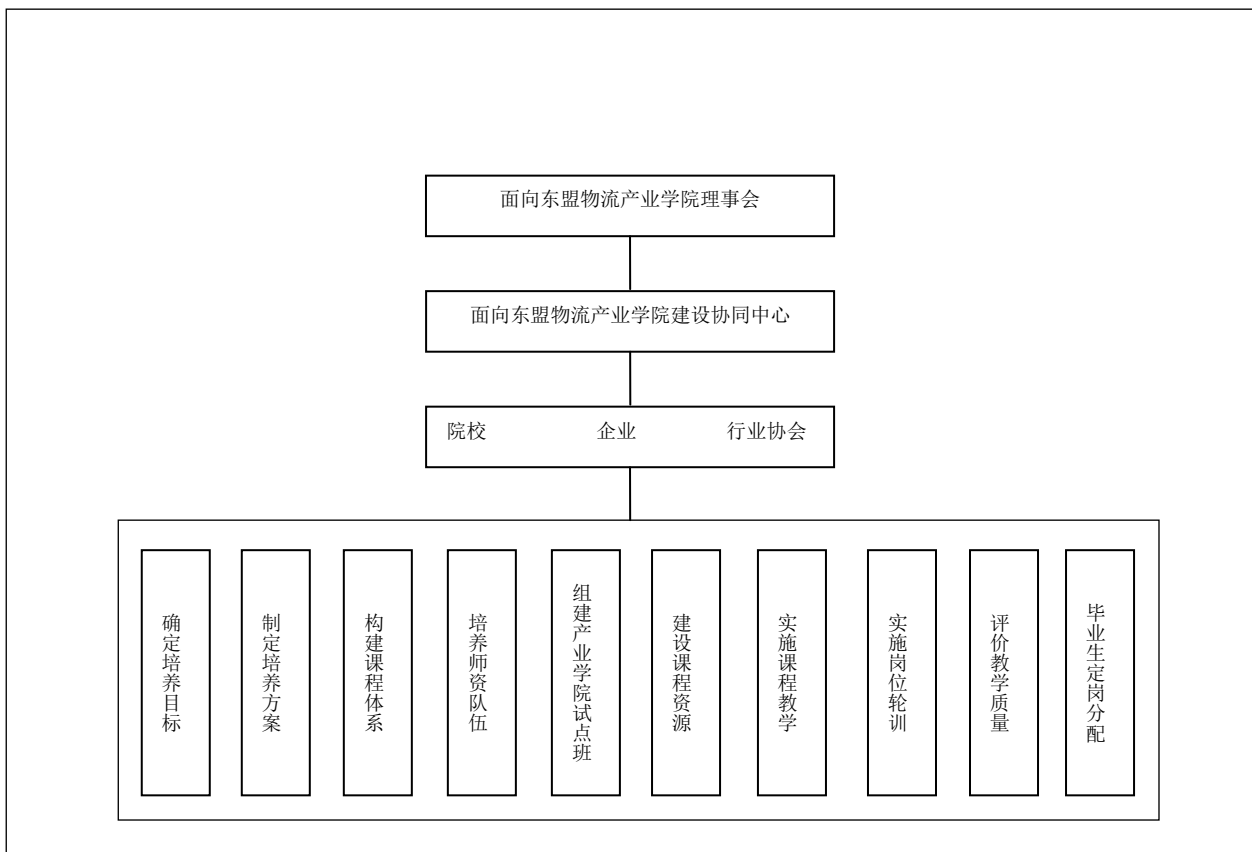 面向东盟物流产业学院理事会
面向东盟物流产业学院建设协同中心
院校 企业 行业协会
确定培养目标
制定培养方案
构建课程体系
培养师资队伍
组建产业学院试点班
建设课程资源
实施课程教学
实施岗位轮训
评价教学质量
毕业生定岗分配